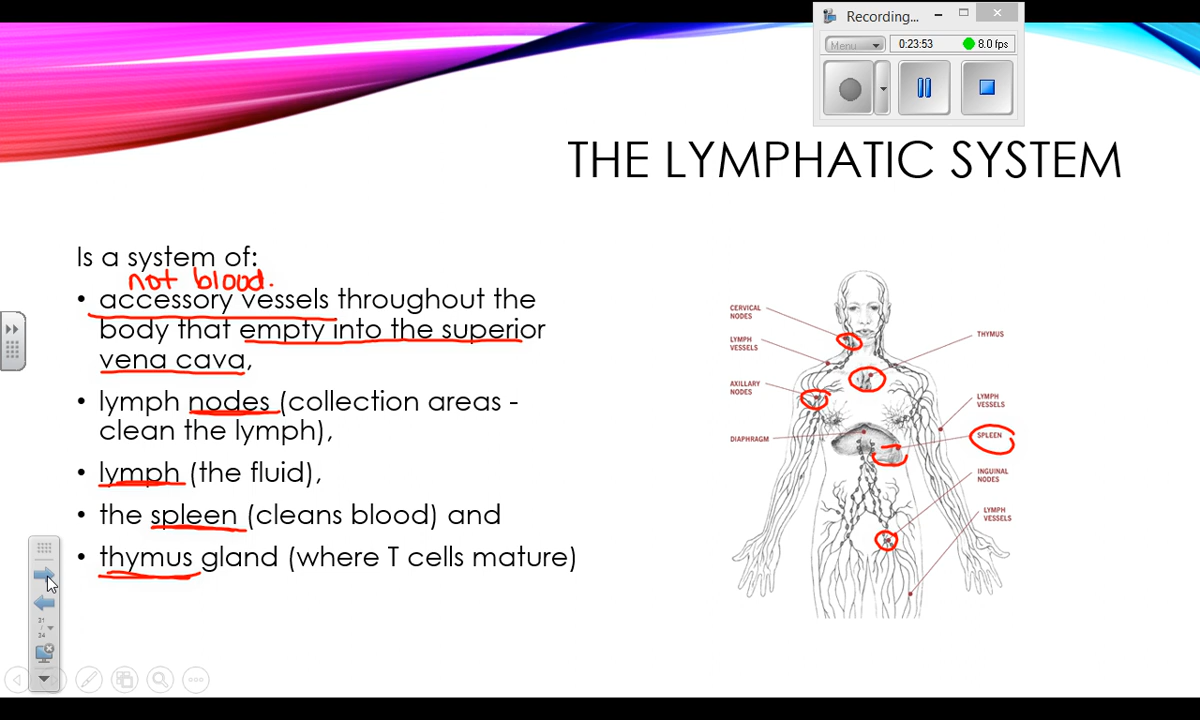 Recording...
Menu
0:23:53
8.0 fps
THE LYMPHATIC SYSTEM
Is a system of:
not blood.
• accessory vessels throughout the
body that empty into the superior
vena cava,
• lymph nodes (collection areas -
clean the lymph),
• lymph (the fluid),
• the spleen (cleans blood) and
• thymus gland (where T cells mature)
CERVICAL
NODES
LYMPH
VESSELS
AXILLARY
NODES
DIAPHRAGM
THYMUS
LYMPH
VESSELS
SPLEEN
INGUINAL
NODES
LYMPH
VESSELS
21
/
24